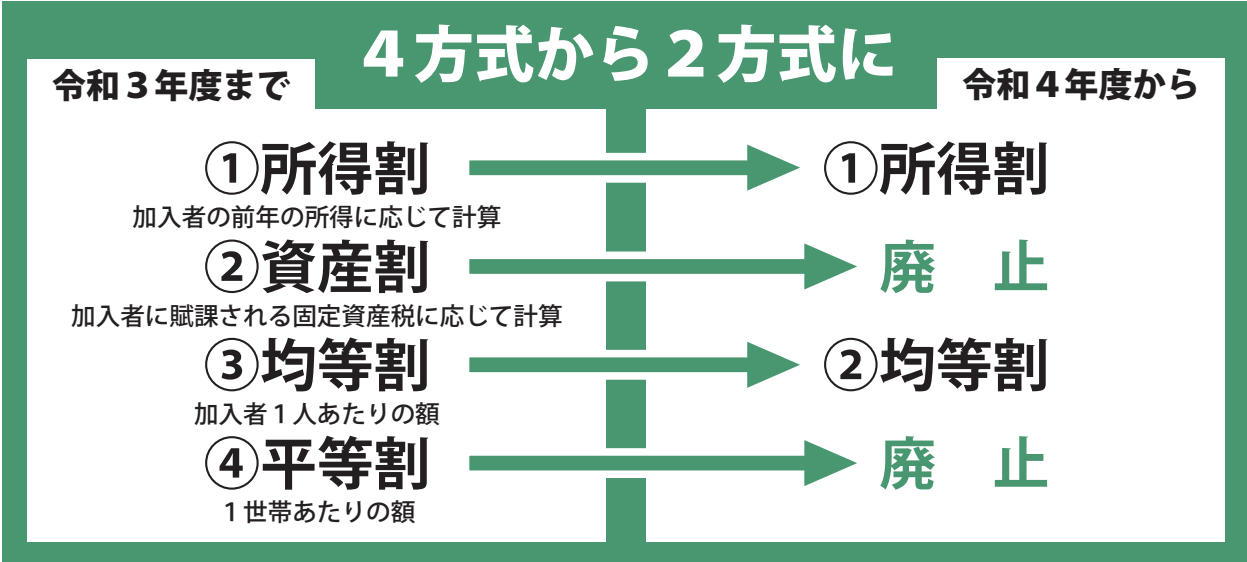 4方式から2方式に
令和3年度まで
①所得割
加入者の前年の所得に応じて計算
②資産割
加入者に賦課される固定資産税に応じて計算
③均等割
加入者1人あたりの額
④平等割
1世帯あたりの額
令和4年度から
①所得割
廃　止
②均等割
廃　止